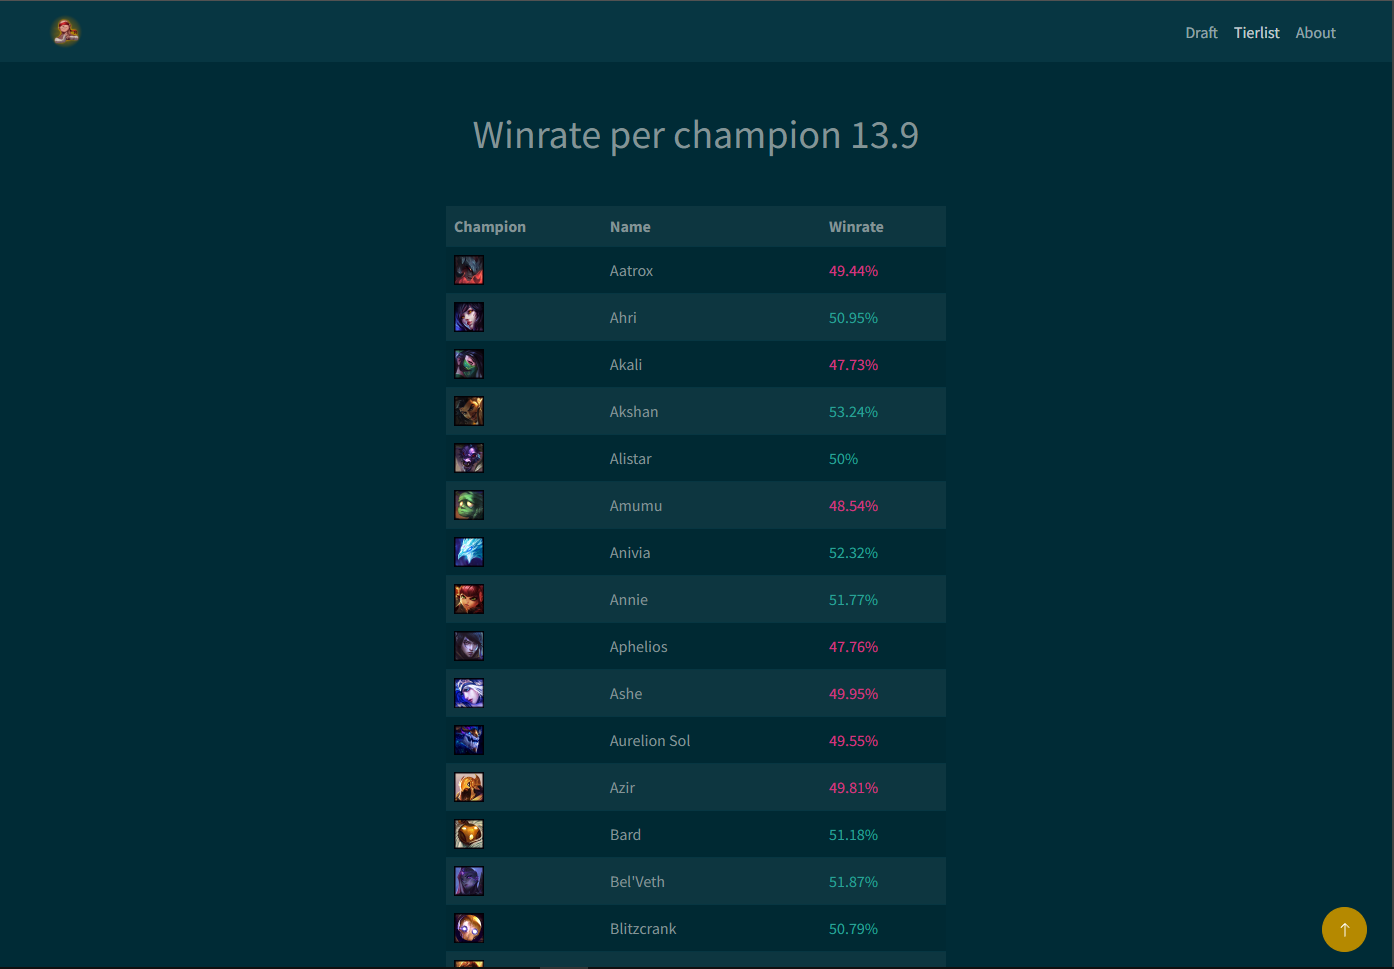 Draft Tierlist About
Winrate per champion 13.9
Champion Name Winrate
Aatrox 49.44%
Ahri 50.95%
Akali 47.73%
Akshan 53.24%
Alistar 50%
Amumu 48.54%
Anivia 52.32%
Annie 51.77%
Aphelios 47.76%
Ashe 49.95%
Aurelion Sol 49.55%
Azir 49.81%
Bard 51.18%
Bel'Veth 51.87%
Blitzcrank 50.79%